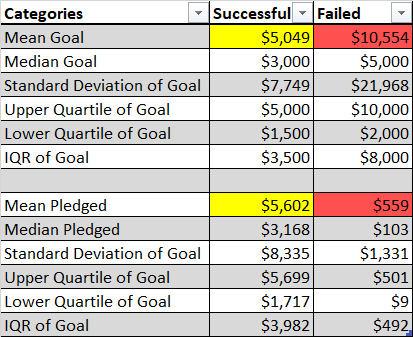 Categories Successful Failed
Mean Goal $5,049 $10,554
Median Goal $3,000 $5,000
Standard Deviation of Goal $7,749 $21,968
Upper Quartile of Goal $5,000 $10,000
Lower Quartile of Goal $1,500 $2,000
IQR of Goal $3,500 $8,000
Mean Pledged $5,602 $559
Median Pledged $3,168 $103
Standard Deviation of Goal $8,335 $1,331
Upper Quartile of Goal $5,699 $501
Lower Quartile of Goal $1,717 $9
IQR of Goal $3,982 $492